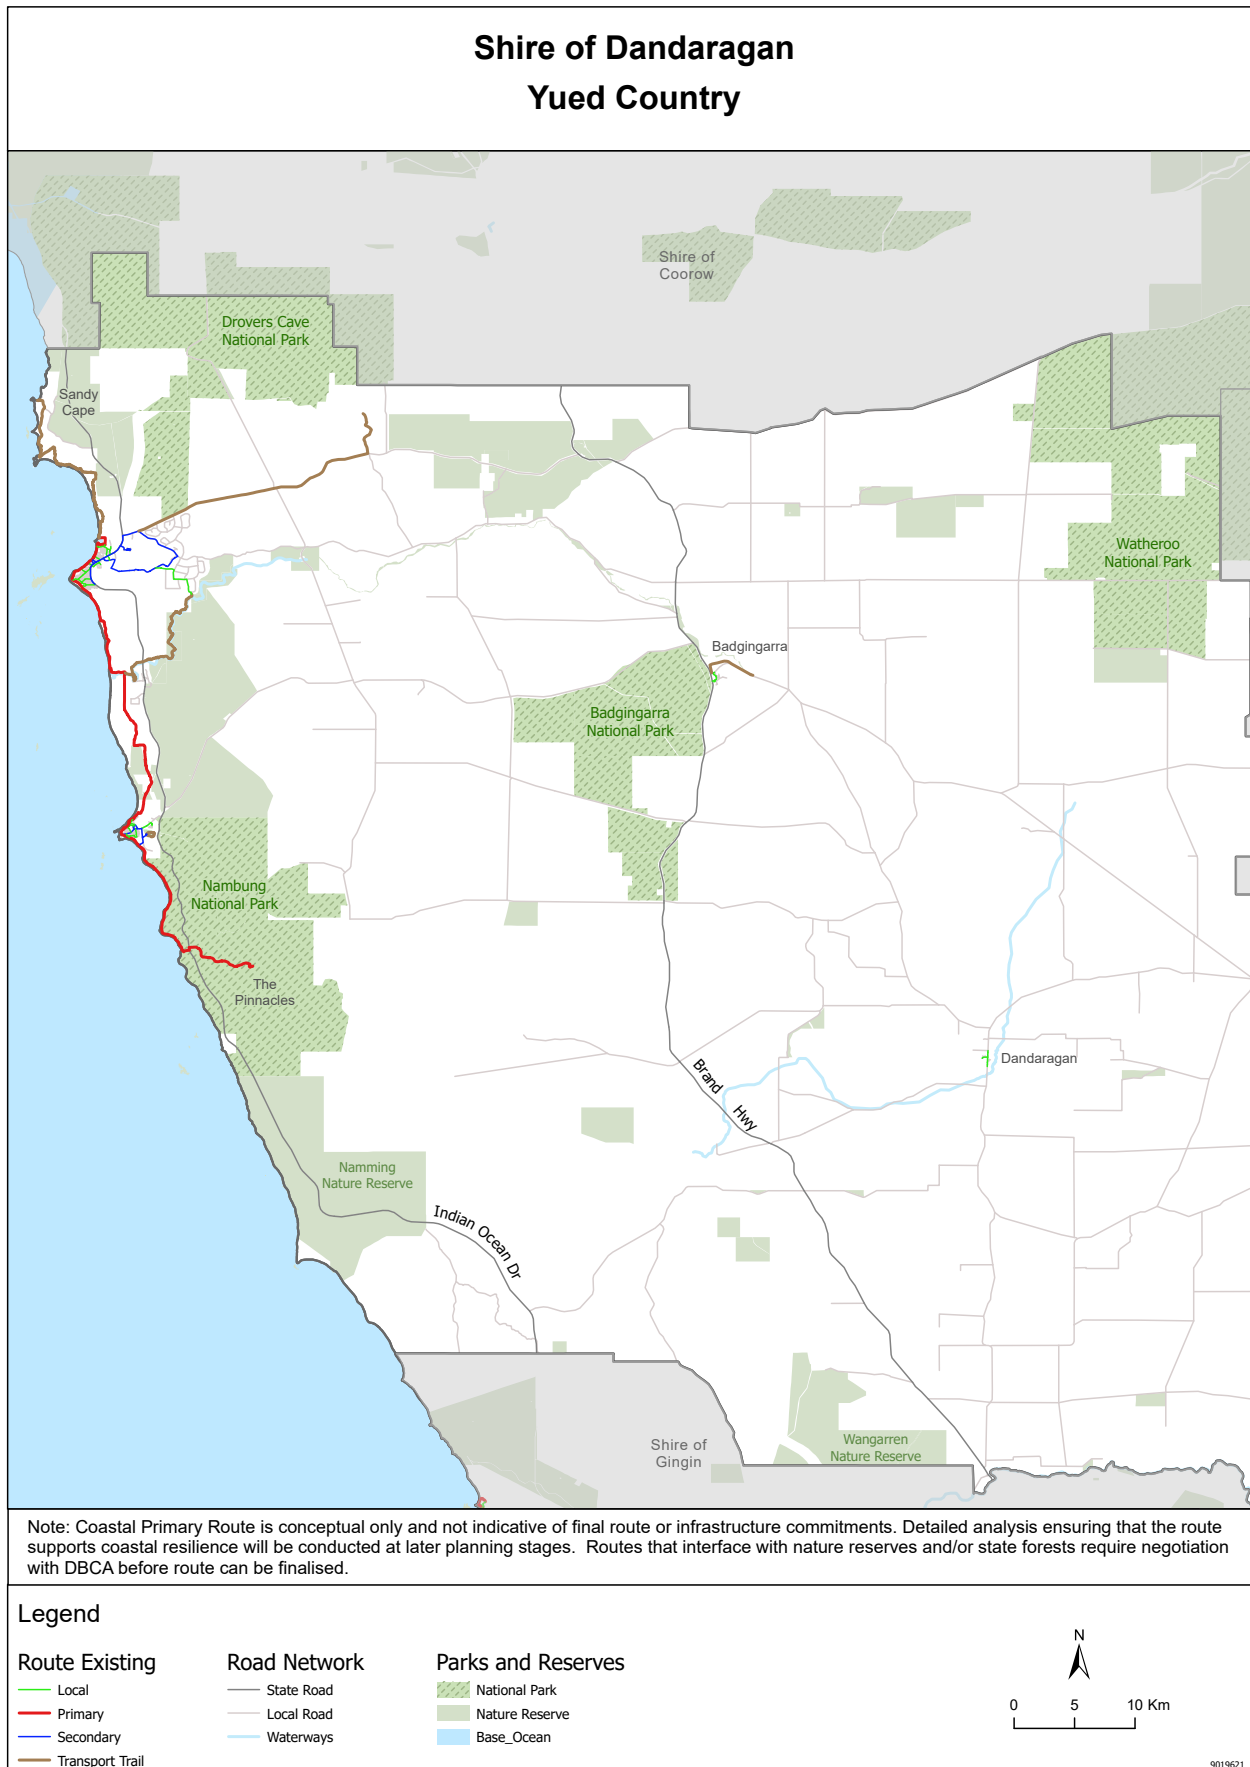 Shire of Dandaragan
Yued Country
Shire of
Coorow
Drovers Cave
National Park
Sandy
Cape
Watheroo
National Park
Badgingarra
Badgingarra
National Park
Nambung
National Park
The
Pinnacles
Dandaragan
Brand Hwy
Namming
Nature Reserve
Indian Ocean Dr
Shire of
Gingin
Wangarren
Nature Reserve
Note: Coastal Primary Route is conceptual only and not indicative of final route or infrastructure commitments. Detailed analysis ensuring that the route
supports coastal resilience will be conducted at later planning stages.  Routes that interface with nature reserves and/or state forests require negotiation
with DBCA before route can be finalised.
Legend
Route Existing
Local
Primary
Secondary
Transport Trail
Road Network
State Road
Local Road
Waterways
Parks and Reserves
National Park
Nature Reserve
Base_Ocean
N
0 5 10 Km
9019621